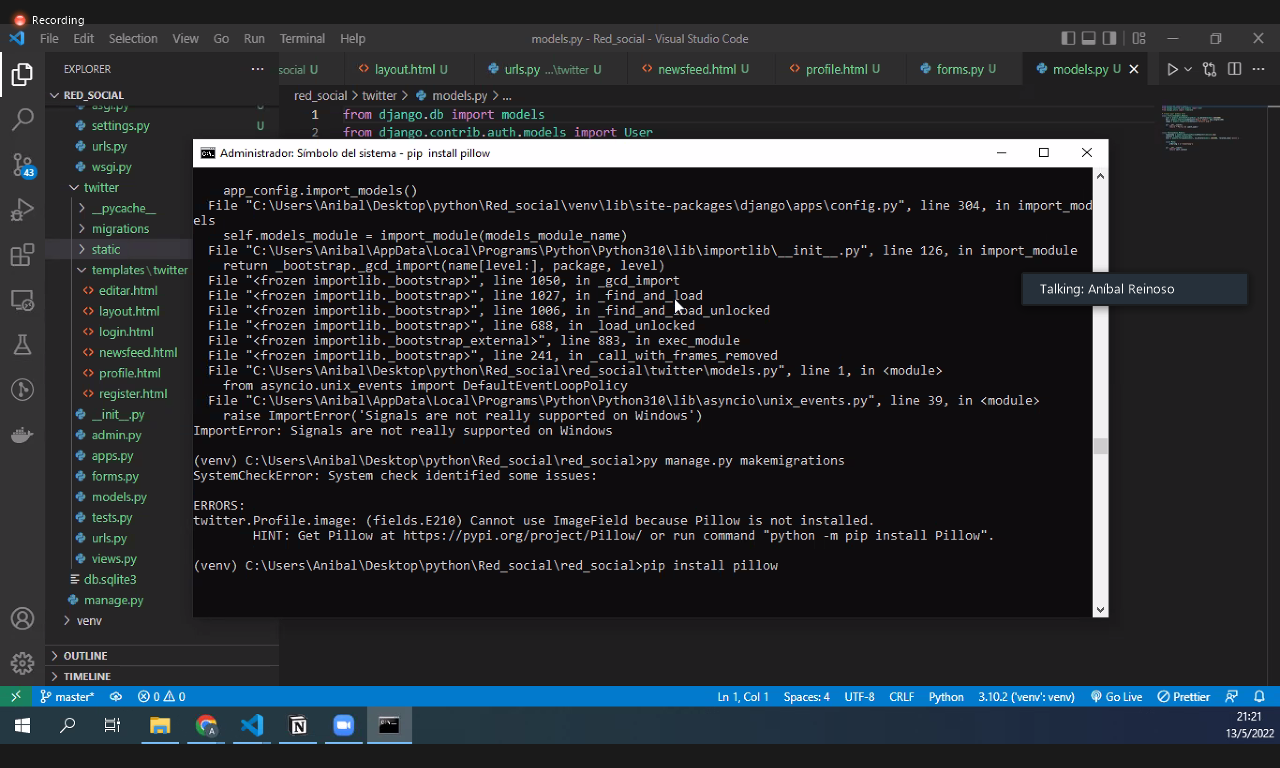 Recording
File Edit Selection View Go Run Terminal Help
models.py - Red_social - Visual Studio Code
EXPLORER
social U
layout.html U
urls.py ...\twitter U
newsfeed.html U
profile.html U
forms.py U
models.py U
RED_SOCIAL
asgi.py U
settings.py U
urls.py
wsgi.py
twitter
__pycache__
migrations
static
templates \ twitter
editar.html
layout.html
login.html
newsfeed.html
profile.html
register.html
__init__.py
admin.py
apps.py
forms.py
models.py
tests.py
urls.py
views.py
db.sqlite3
manage.py
venv
OUTLINE
TIMELINE
43
red_social > twitter > models.py > ...
1 from django.db import models
2 from django.contrib.auth.models import User
Administrador: Símbolo del sistema - pip install pillow
app_config.import_models()
File "C:\Users\Anibal\Desktop\python\Red_social\venv\lib\site-packages\django\apps\config.py", line 304, in import_mod
els
self.models_module = import_module(models_module_name)
File "C:\Users\Anibal\AppData\Local\Programs\Python\Python310\lib\importlib\__init__.py", line 126, in import_module
return _bootstrap._gcd_import(name[level:], package, level)
File "<frozen importlib._bootstrap>", line 1050, in _gcd_import
File "<frozen importlib._bootstrap>", line 1027, in _find_and_load
File "<frozen importlib._bootstrap>", line 1006, in _find_and_load_unlocked
File "<frozen importlib._bootstrap>", line 688, in _load_unlocked
File "<frozen importlib._bootstrap_external>", line 883, in exec_module
File "<frozen importlib._bootstrap>", line 241, in _call_with_frames_removed
File "C:\Users\Anibal\Desktop\python\Red_social\red_social\twitter\models.py", line 1, in <module>
from asyncio.unix_events import DefaultEventLoopPolicy
File "C:\Users\Anibal\AppData\Local\Programs\Python\Python310\lib\asyncio\unix_events.py", line 39, in <module>
raise ImportError('Signals are not really supported on Windows')
ImportError: Signals are not really supported on Windows
(venv) C:\Users\Anibal\Desktop\python\Red_social\red_social>py manage.py makemigrations
SystemCheckError: System check identified some issues:
ERRORS:
twitter.Profile.image: (fields.E210) Cannot use ImageField because Pillow is not installed.
HINT: Get Pillow at https://pypi.org/project/Pillow/ or run command "python -m pip install Pillow".
(venv) C:\Users\Anibal\Desktop\python\Red_social\red_social>pip install pillow
Talking: Aníbal Reinoso
master*
0 0
Ln 1, Col 1
Spaces: 4
UTF-8
CRLF
Python
3.10.2 ('venv': venv)
Go Live
Prettier
A
21:21
13/5/2022